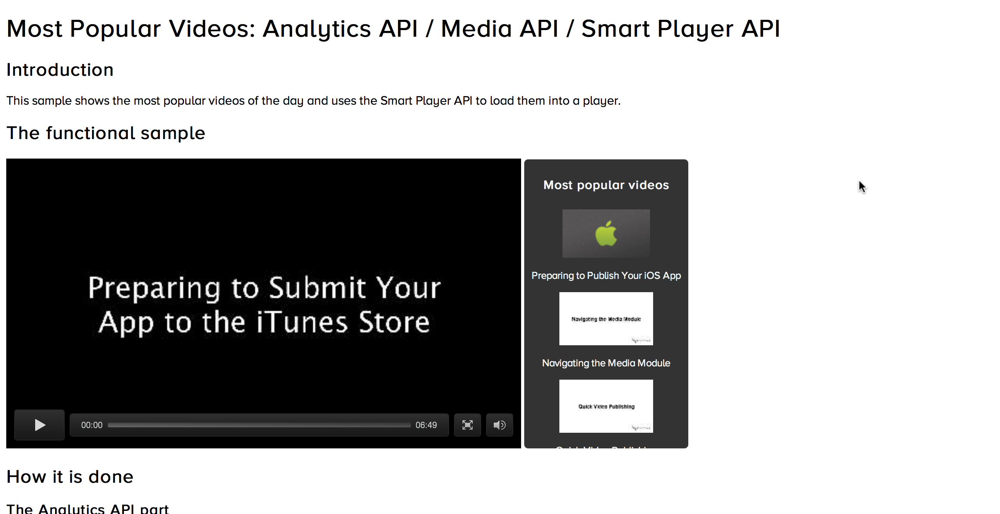 Most Popular Videos: Analytics API / Media API / Smart Player API
Introduction
This sample shows the most popular videos of the day and uses the Smart Player API to load them into a player.
The functional sample
Preparing to Submit Your
App to the iTunes Store
00:00
06:49
Most popular videos
Preparing to Publish Your iOS App
Navigating the Media Module
Navigating the Media Module
Quick Video Publishing
Quick Video Publishing
How it is done
The Analytics API part